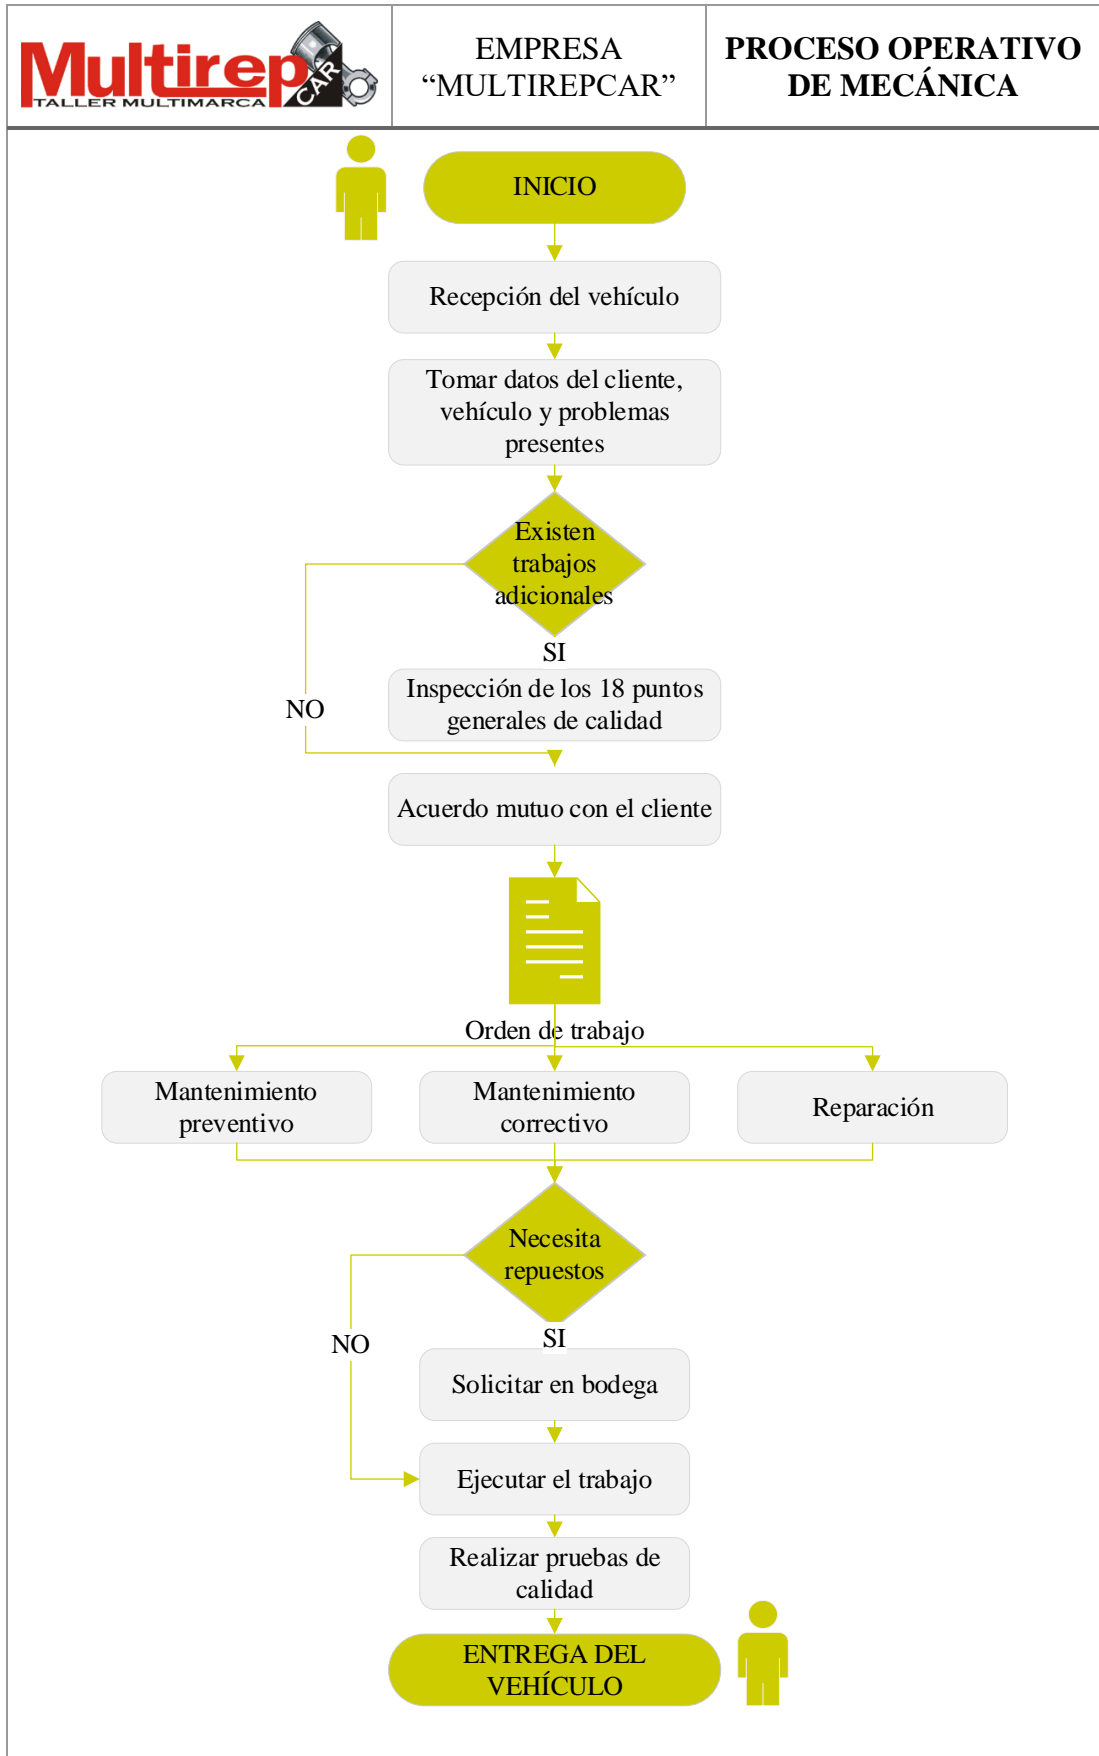 Multirep
CAR
TALLER MULTIMARCA
EMPRESA
“MULTIREPCAR”
PROCESO OPERATIVO
DE MECÁNICA
INICIO
Recepción del vehículo
Tomar datos del cliente,
vehículo y problemas
presentes
Existen
trabajos
adicionales
SI
Inspección de los 18 puntos
generales de calidad
NO
Acuerdo mutuo con el cliente
Orden de trabajo
Mantenimiento
preventivo
Mantenimiento
correctivo
Reparación
Necesita
repuestos
SI
NO
Solicitar en bodega
Ejecutar el trabajo
Realizar pruebas de
calidad
ENTREGA DEL
VEHÍCULO